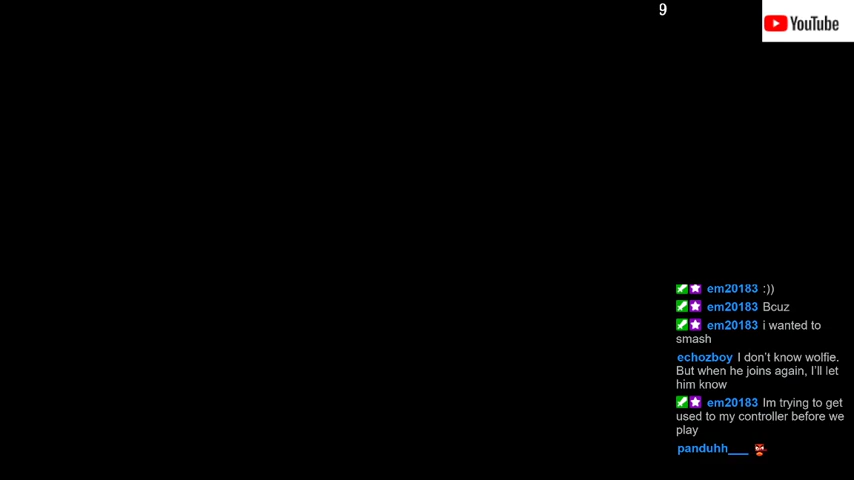 9
YouTube
em20183 :))
em20183 Bcuz
em20183 i wanted to
smash
echozboy I don't know wolfie.
But when he joins again, I'll let
him know
em20183 Im trying to get
used to my controller before we
play
panduhh___